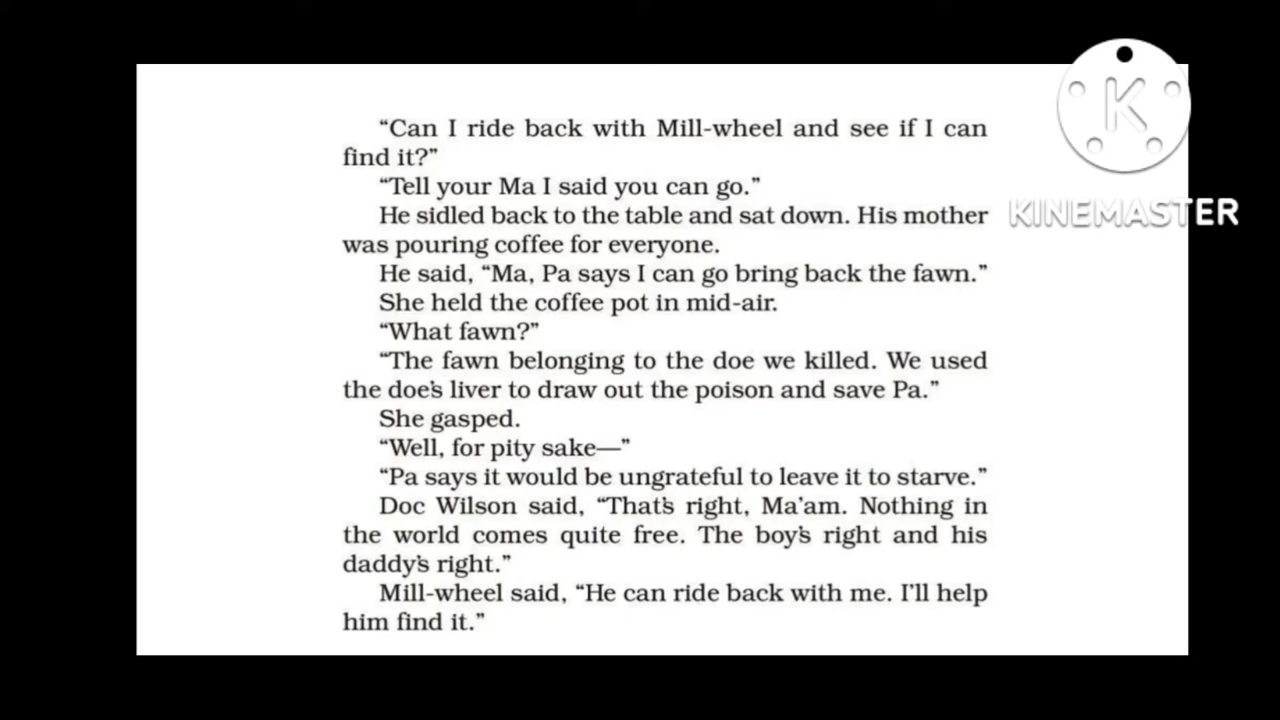 “Can I ride back with Mill-wheel and see if I can
find it?”
“Tell your Ma I said you can go.”
He sidled back to the table and sat down. His mother
was pouring coffee for everyone.
He said, “Ma, Pa says I can go bring back the fawn.”
She held the coffee pot in mid-air.
“What fawn?”
“The fawn belonging to the doe we killed. We used
the doe’s liver to draw out the poison and save Pa.”
She gasped.
“Well, for pity sake—”
“Pa says it would be ungrateful to leave it to starve.”
Doc Wilson said, “That’s right, Ma’am. Nothing in
the world comes quite free. The boy’s right and his
daddy’s right.”
Mill-wheel said, “He can ride back with me. I’ll help
him find it.”
K
KINEMASTER